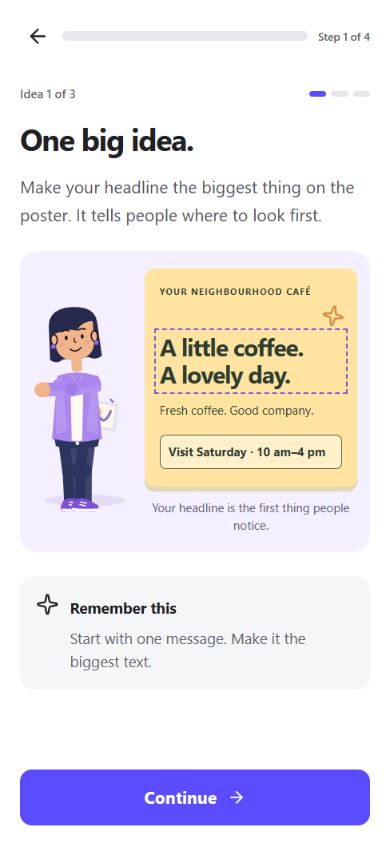 Step 1 of 4
Idea 1 of 3
One big idea.
Make your headline the biggest thing on the
poster. It tells people where to look first.
YOUR NEIGHBOURHOOD CAFÉ
A little coffee.
A lovely day.
Fresh coffee. Good company.
Visit Saturday · 10 am–4 pm
Your headline is the first thing people
notice.
Remember this
Start with one message. Make it the
biggest text.
Continue